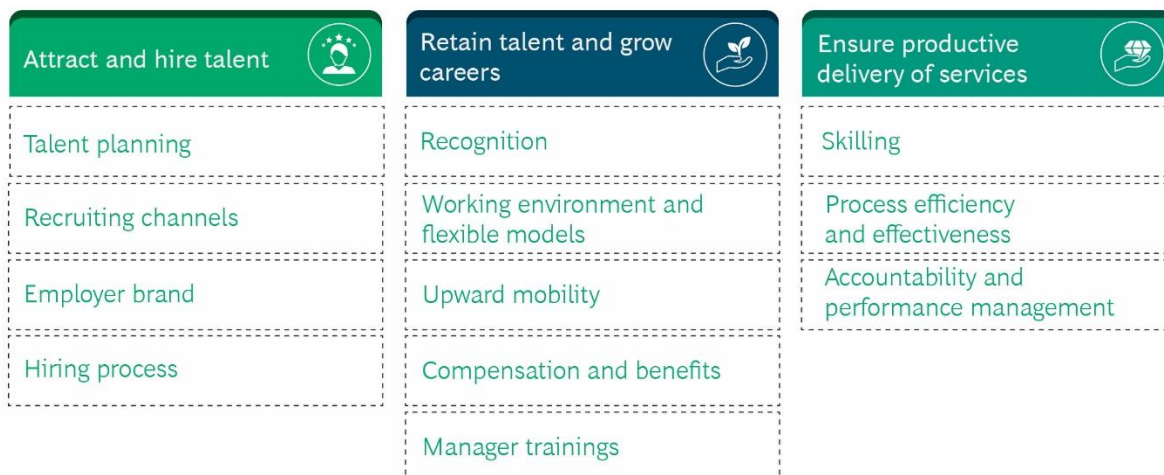 Attract and hire talent
Talent planning
Recruiting channels
Employer brand
Hiring process
Retain talent and grow
careers
Recognition
Working environment and
flexible models
Upward mobility
Compensation and benefits
Manager trainings
Ensure productive
delivery of services
Skilling
Process efficiency
and effectiveness
Accountability and
performance management